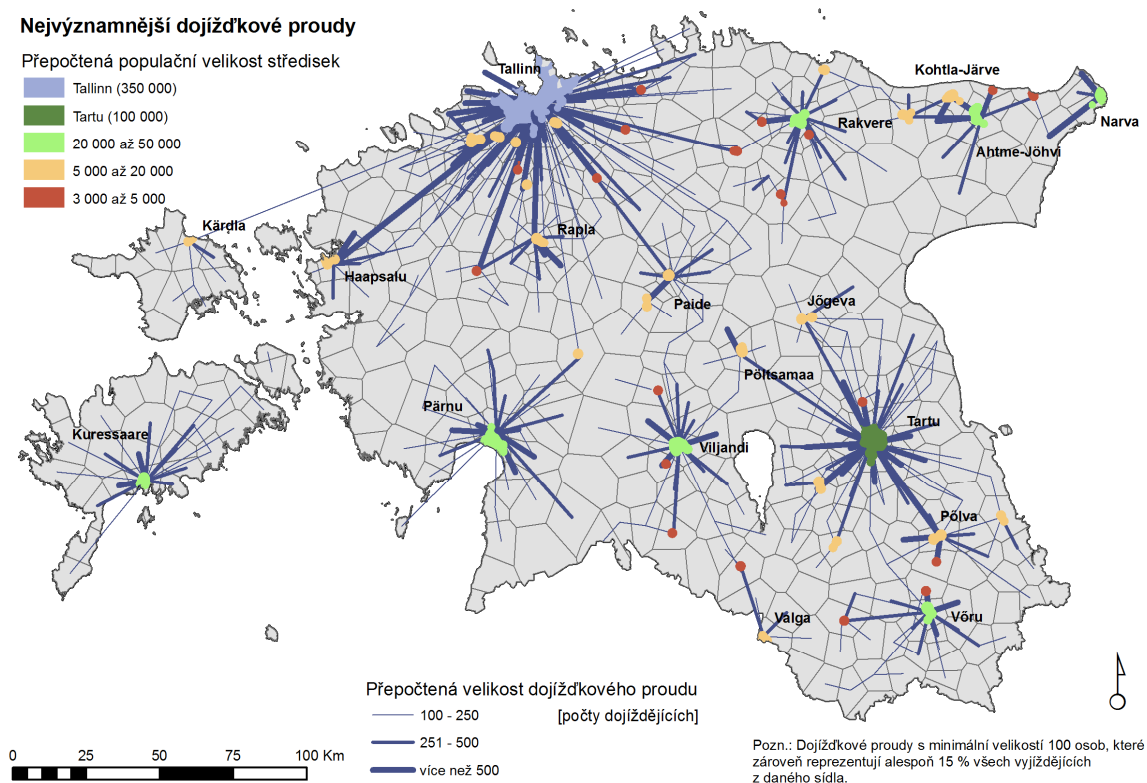 Nejvýznamnější dojížďkové proudy
Přepočtená populační velikost středisek
Tallinn (350 000)
Tartu (100 000)
20 000 až 50 000
5 000 až 20 000
3 000 až 5 000
Tallinn
Kohtla-Järve
Rakvere
Narva
Ahtme-Jöhvi
Kärdla
Rapla
Haapsalu
Paide
Jõgeva
Pöltsamaa
Pärnu
Tartu
Kuressaare
Viljandi
Põlva
Valga
Võru
Přepočtená velikost dojížďkového proudu
100 - 250 [počty dojíždějících]
251 - 500
více než 500
0 25 50 75 100 Km
Pozn.: Dojížďkové proudy s minimální velikostí 100 osob, které
zároveň reprezentují alespoň 15 % všech vyjíždějících
z daného sídla.